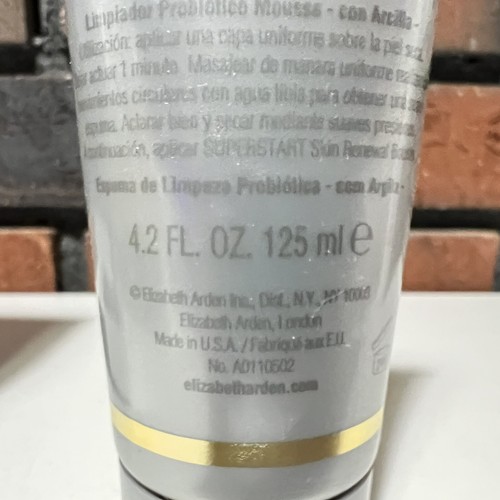 Limpiador Probiótico Mousse - con Arcilla -
Utilización: aplicar una capa uniforme sobre la piel seca.
actuar 1 minuto. Masajear de manera uniforme
movimientos circulares con agua tibia para obtener una
espuma. Aclarar bien y secar mediante suaves presiones.
A continuación, aplicar SUPERSTART Skin Renewal Booster
Espuma de Limpeza Probiótica - com Argila -
4.2 FL. OZ. 125 ml e
© Elizabeth Arden Inc., Dist., N.Y., NY
Elizabeth Arden, London
Made in U.S.A. / Fabriqué aux E.U.
No. A0110502
elizabetharden.com